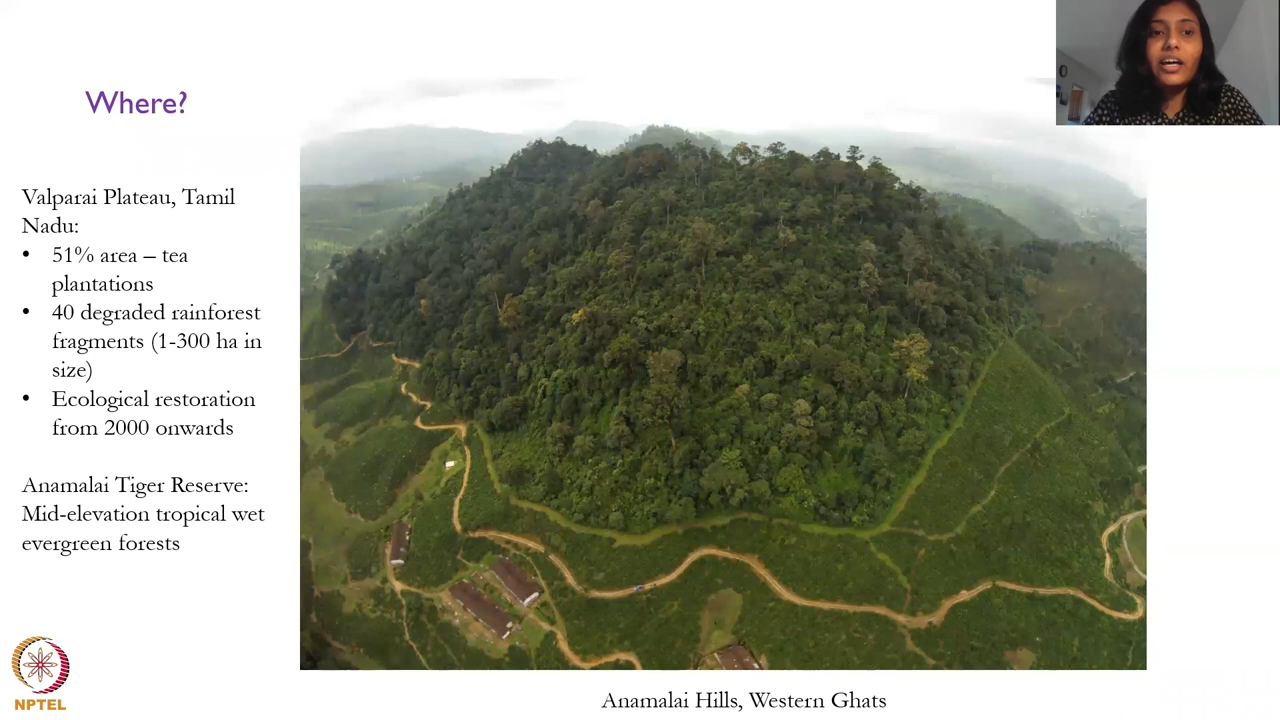 Where?
Valparai Plateau, Tamil
Nadu:
• 51% area – tea
plantations
• 40 degraded rainforest
fragments (1-300 ha in
size)
• Ecological restoration
from 2000 onwards
Anamalai Tiger Reserve:
Mid-elevation tropical wet
evergreen forests
NPTEL
Anamalai Hills, Western Ghats